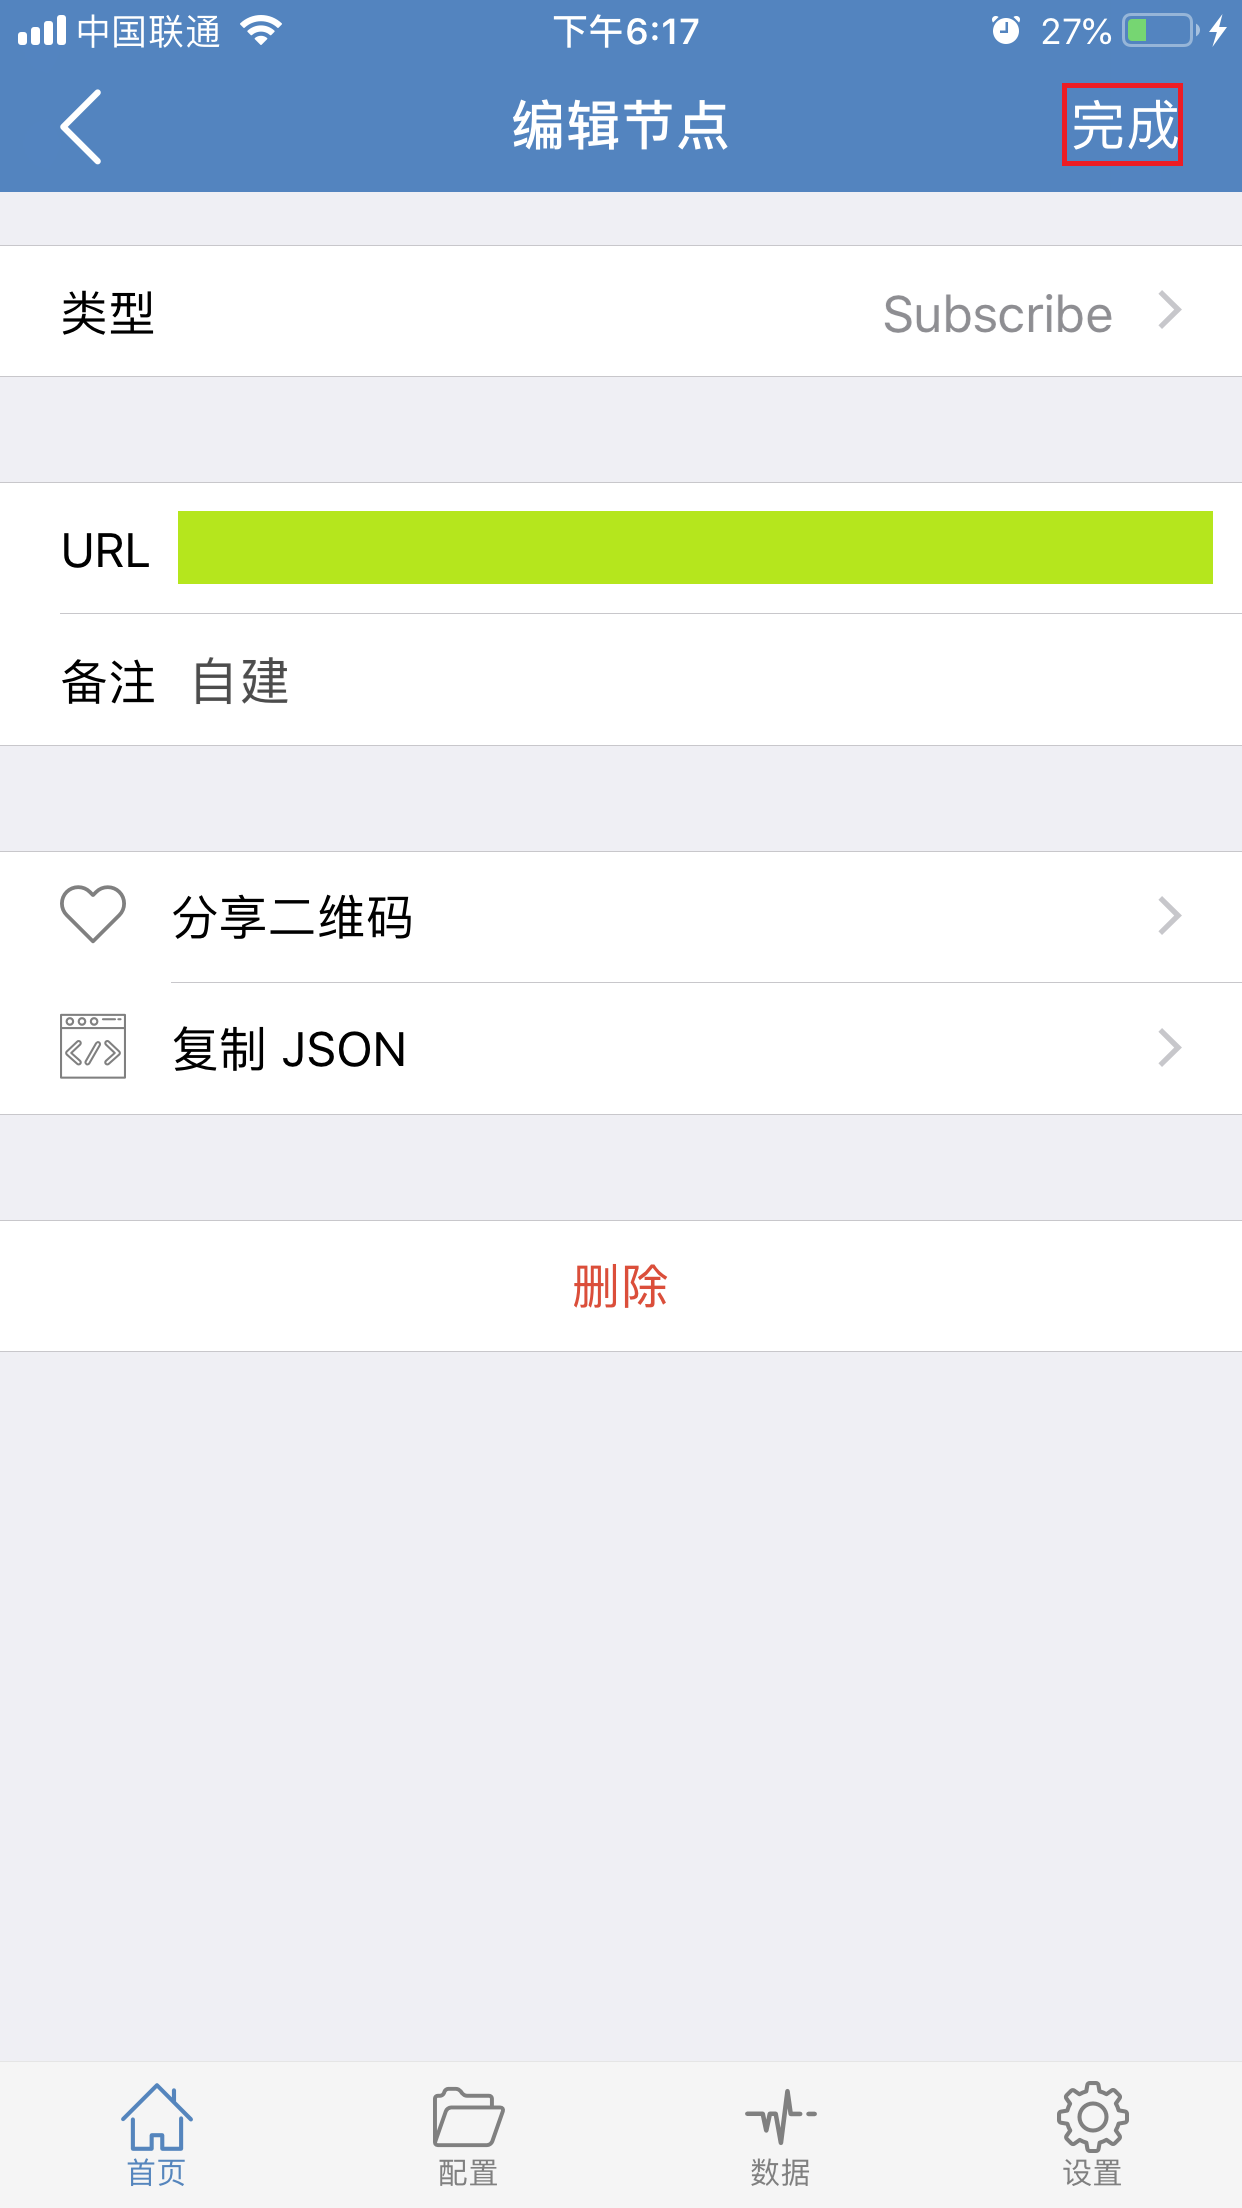 中国联通 下午6:17 27%
编辑节点 完成
类型 Subscribe
URL
备注 自建
分享二维码
</>
复制 JSON
删除
首页 配置 数据 设置